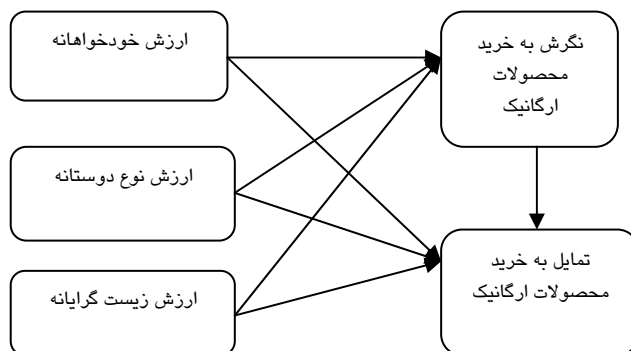 ارزش خودخواهانه
نگرش به خرید
محصولات
ارگانیک
ارزش نوع دوستانه
تمایل به خرید
محصولات ارگانیک
ارزش زیست گرایانه